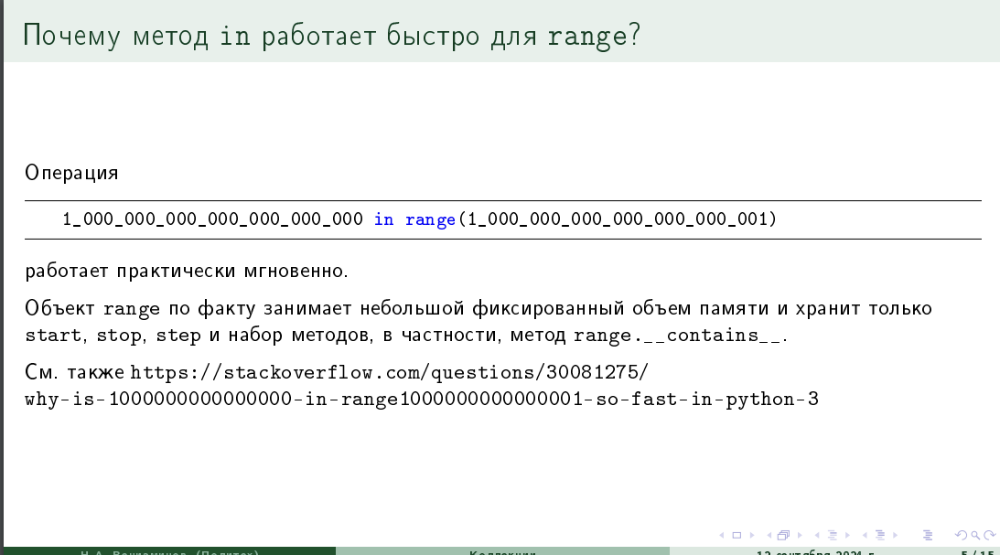 Почему метод in работает быстро для range?
Операция
1_000_000_000_000_000_000_000 in range(1_000_000_000_000_000_000_001)
работает практически мгновенно.
Объект range по факту занимает небольшой фиксированный объем памяти и хранит только
start, stop, step и набор методов, в частности, метод range.__contains__.
См. также https://stackoverflow.com/questions/30081275/
why-is-1000000000000000-in-range1000000000000001-so-fast-in-python-3
Коллекции
12 сентября 2024 г.
5 / 15